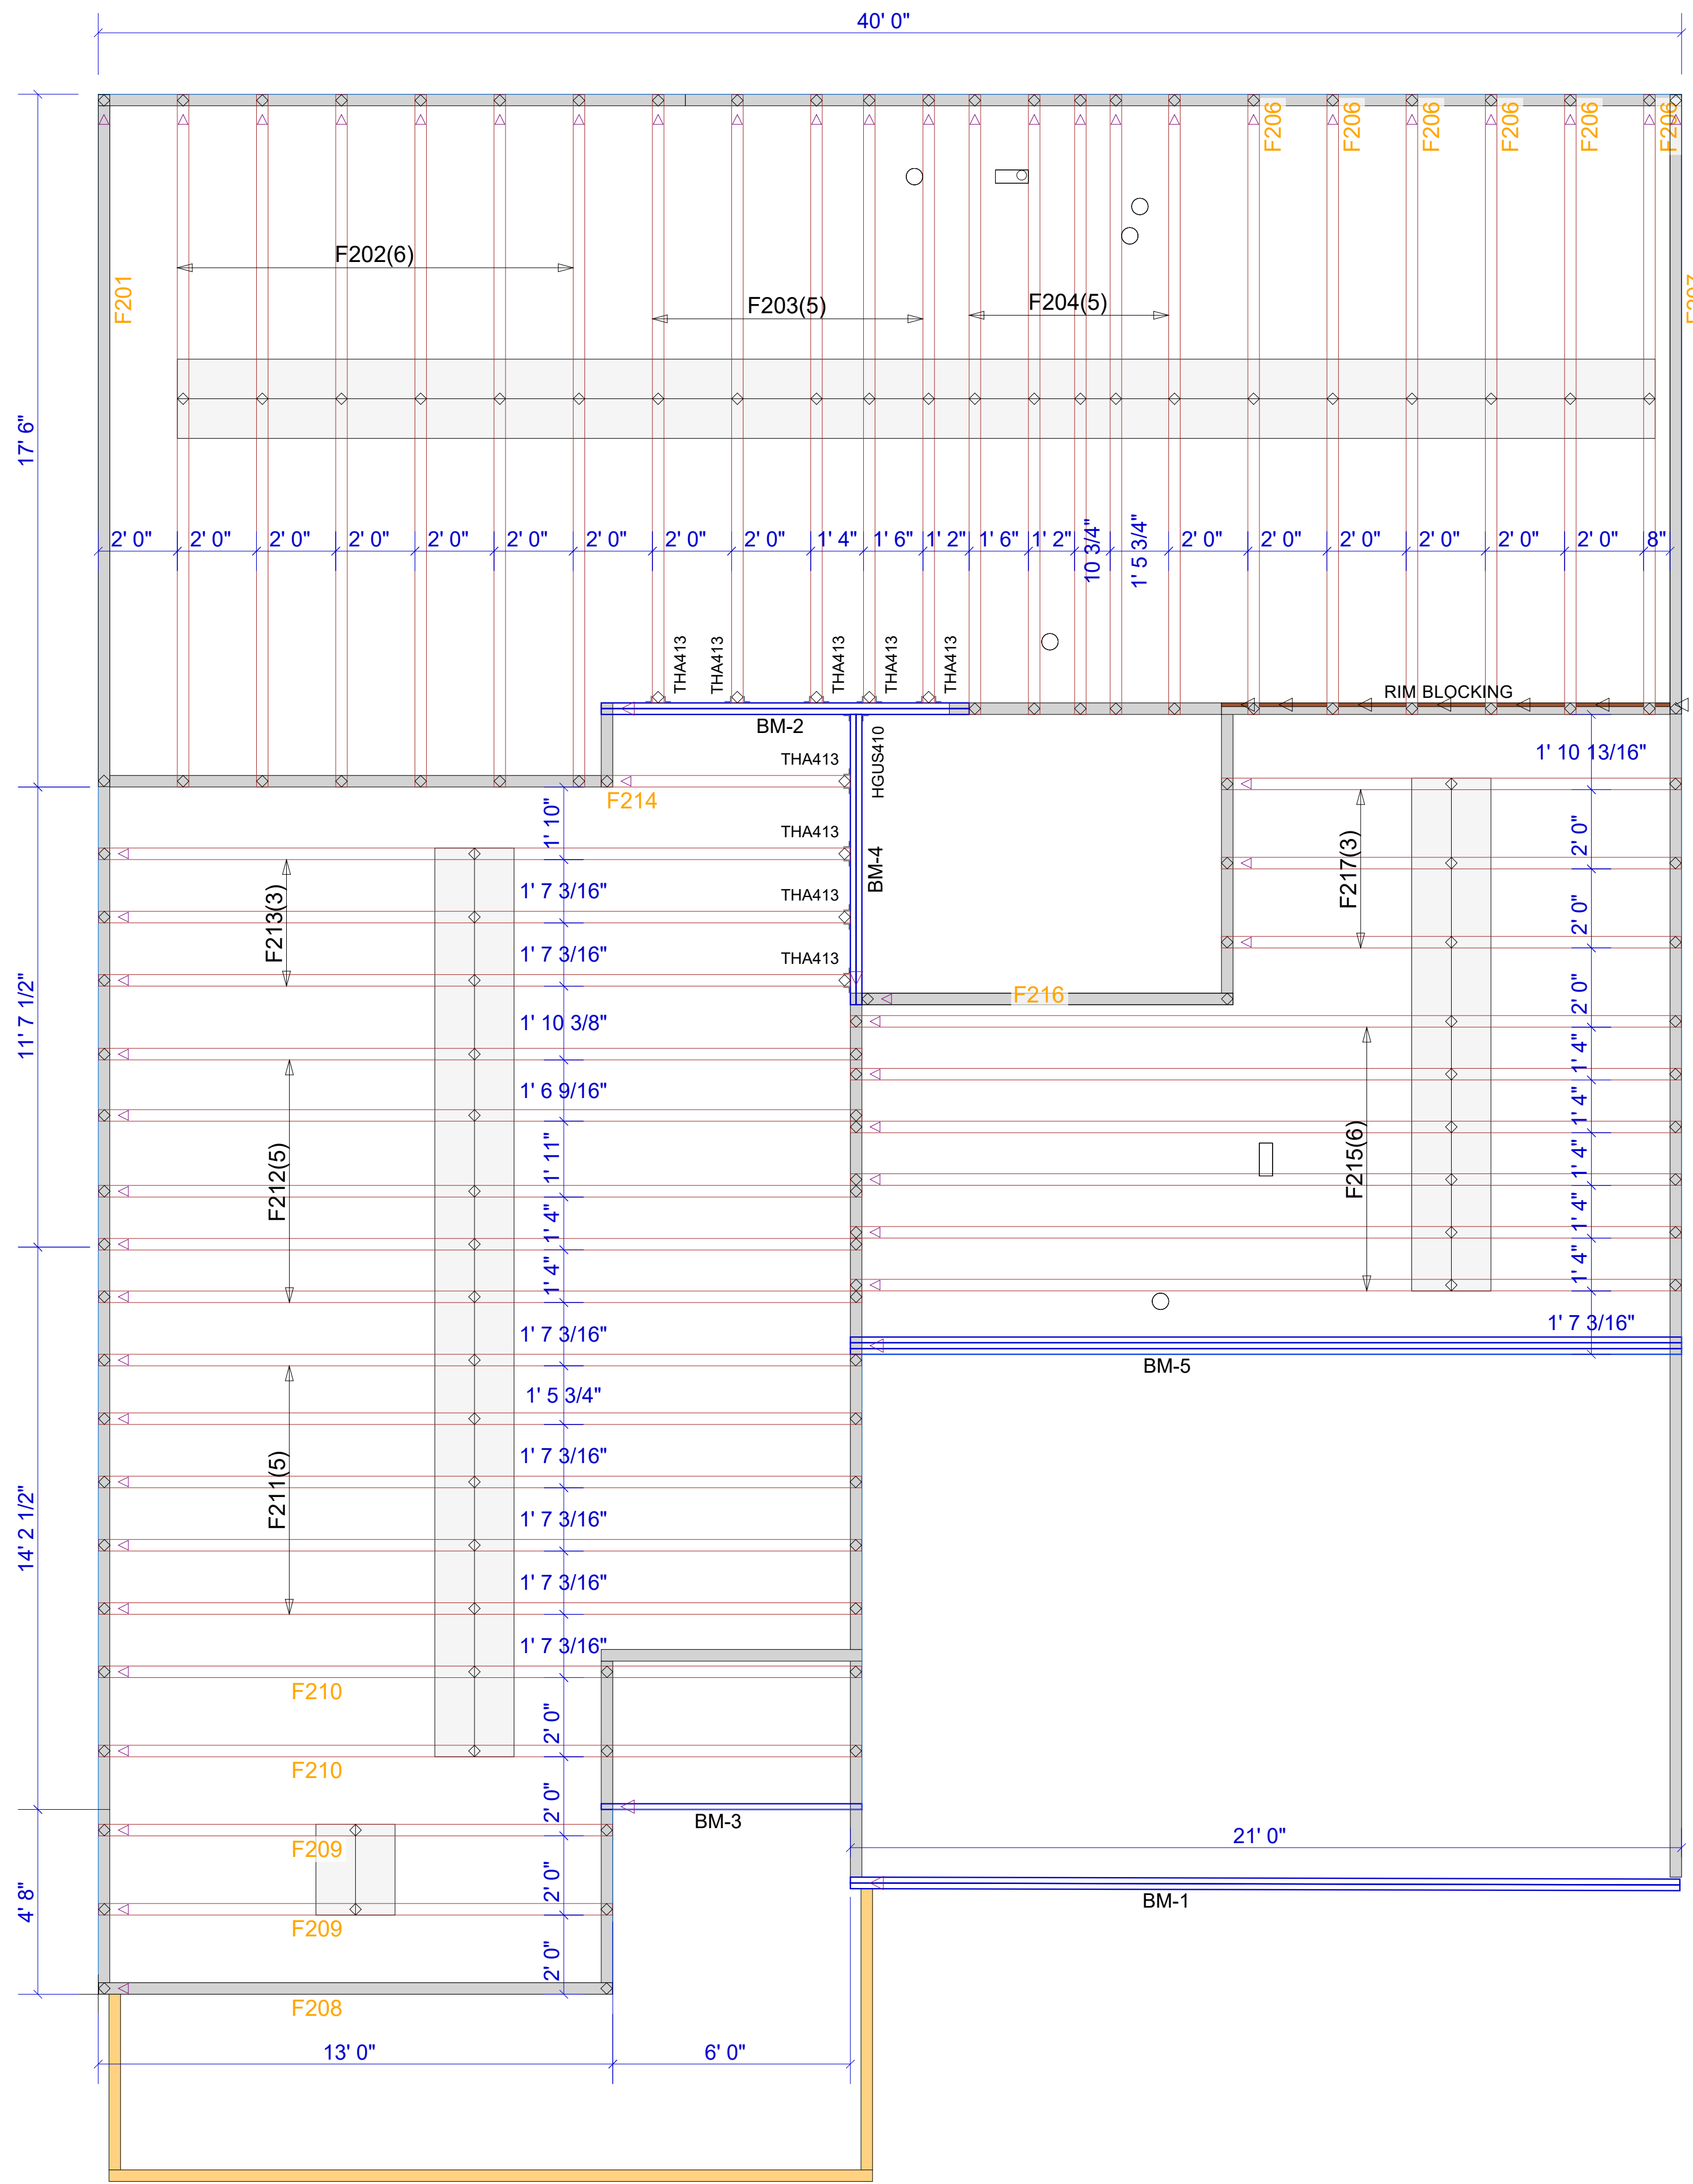 40' 0"
F206
F206
F206
F206
F206
F206
F202(6)
F203(5)
F204(5)
F201
17' 6"
2' 0"
2' 0"
2' 0"
2' 0"
2' 0"
2' 0"
2' 0"
2' 0"
2' 0"
1' 4"
1' 6"
1' 2"
1' 6"
1' 2"
10 3/4"
1' 5 3/4"
2' 0"
2' 0"
2' 0"
2' 0"
2' 0"
2' 0"
8"
THA413
THA413
THA413
THA413
THA413
RIM BLOCKING
BM-2
HGUS410
THA413
F214
1' 10 13/16"
1' 10"
THA413
BM-4
F217(3)
2' 0"
F213(3)
1' 7 3/16"
THA413
2' 0"
1' 7 3/16"
THA413
F216
2' 0"
11' 7 1/2"
1' 10 3/8"
1' 4"
1' 6 9/16"
1' 4"
F212(5)
1' 11"
F215(6)
1' 4"
1' 4"
1' 4"
1' 4"
1' 4"
1' 7 3/16"
1' 7 3/16"
BM-5
1' 5 3/4"
F211(5)
1' 7 3/16"
14' 2 1/2"
1' 7 3/16"
1' 7 3/16"
1' 7 3/16"
F210
2' 0"
F210
2' 0"
BM-3
21' 0"
F209
4' 8"
2' 0"
BM-1
F209
2' 0"
F208
13' 0"
6' 0"